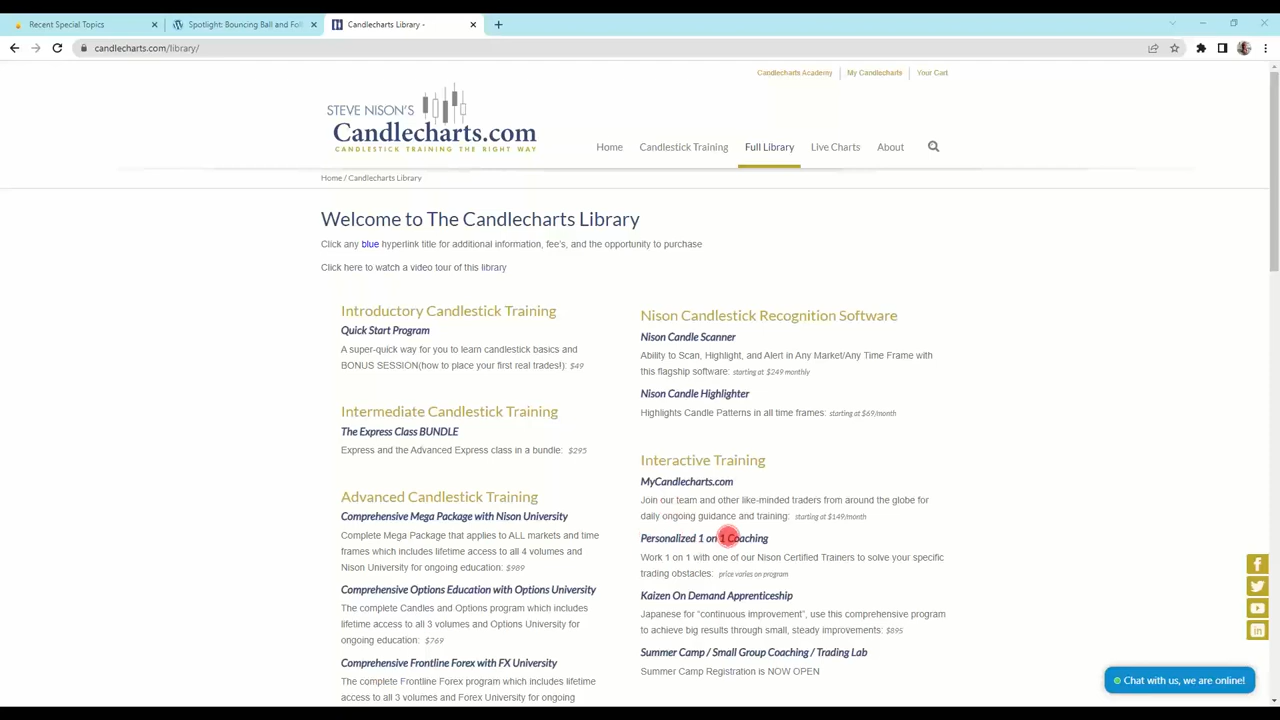 Recent Special Topics
Spotlight: Bouncing Ball and Foll
Candlecharts Library -
candlecharts.com/library/
Candlecharts Academy
My Candlecharts
Your Cart
STEVE NISON'S
Candlecharts.com
CANDLESTICK TRAINING THE RIGHT WAY
Home
Candlestick Training
Full Library
Live Charts
About
Home / Candlecharts Library
Welcome to The Candlecharts Library
Click any blue hyperlink title for additional information, fee's, and the opportunity to purchase
Click here to watch a video tour of this library
Introductory Candlestick Training
Quick Start Program
A super-quick way for you to learn candlestick basics and
BONUS SESSION(how to place your first real trades!): $49
Intermediate Candlestick Training
The Express Class BUNDLE
Express and the Advanced Express class in a bundle: $295
Advanced Candlestick Training
Comprehensive Mega Package with Nison University
Complete Mega Package that applies to ALL markets and time
frames which includes lifetime access to all 4 volumes and
Nison University for ongoing education: $989
Comprehensive Options Education with Options University
The complete Candles and Options program which includes
lifetime access to all 3 volumes and Options University for
ongoing education: $769
Comprehensive Frontline Forex with FX University
The complete Frontline Forex program which includes lifetime
access to all 3 volumes and Forex University for ongoing
Nison Candlestick Recognition Software
Nison Candle Scanner
Ability to Scan, Highlight, and Alert in Any Market/Any Time Frame with
this flagship software: starting at $249 monthly
Nison Candle Highlighter
Highlights Candle Patterns in all time frames: starting at $69/month
Interactive Training
MyCandlecharts.com
Join our team and other like-minded traders from around the globe for
daily ongoing guidance and training: starting at $149/month
Personalized 1 on 1 Coaching
Work 1 on 1 with one of our Nison Certified Trainers to solve your specific
trading obstacles: price varies on program
Kaizen On Demand Apprenticeship
Japanese for "continuous improvement", use this comprehensive program
to achieve big results through small, steady improvements: $895
Summer Camp / Small Group Coaching / Trading Lab
Summer Camp Registration is NOW OPEN
Chat with us, we are online!